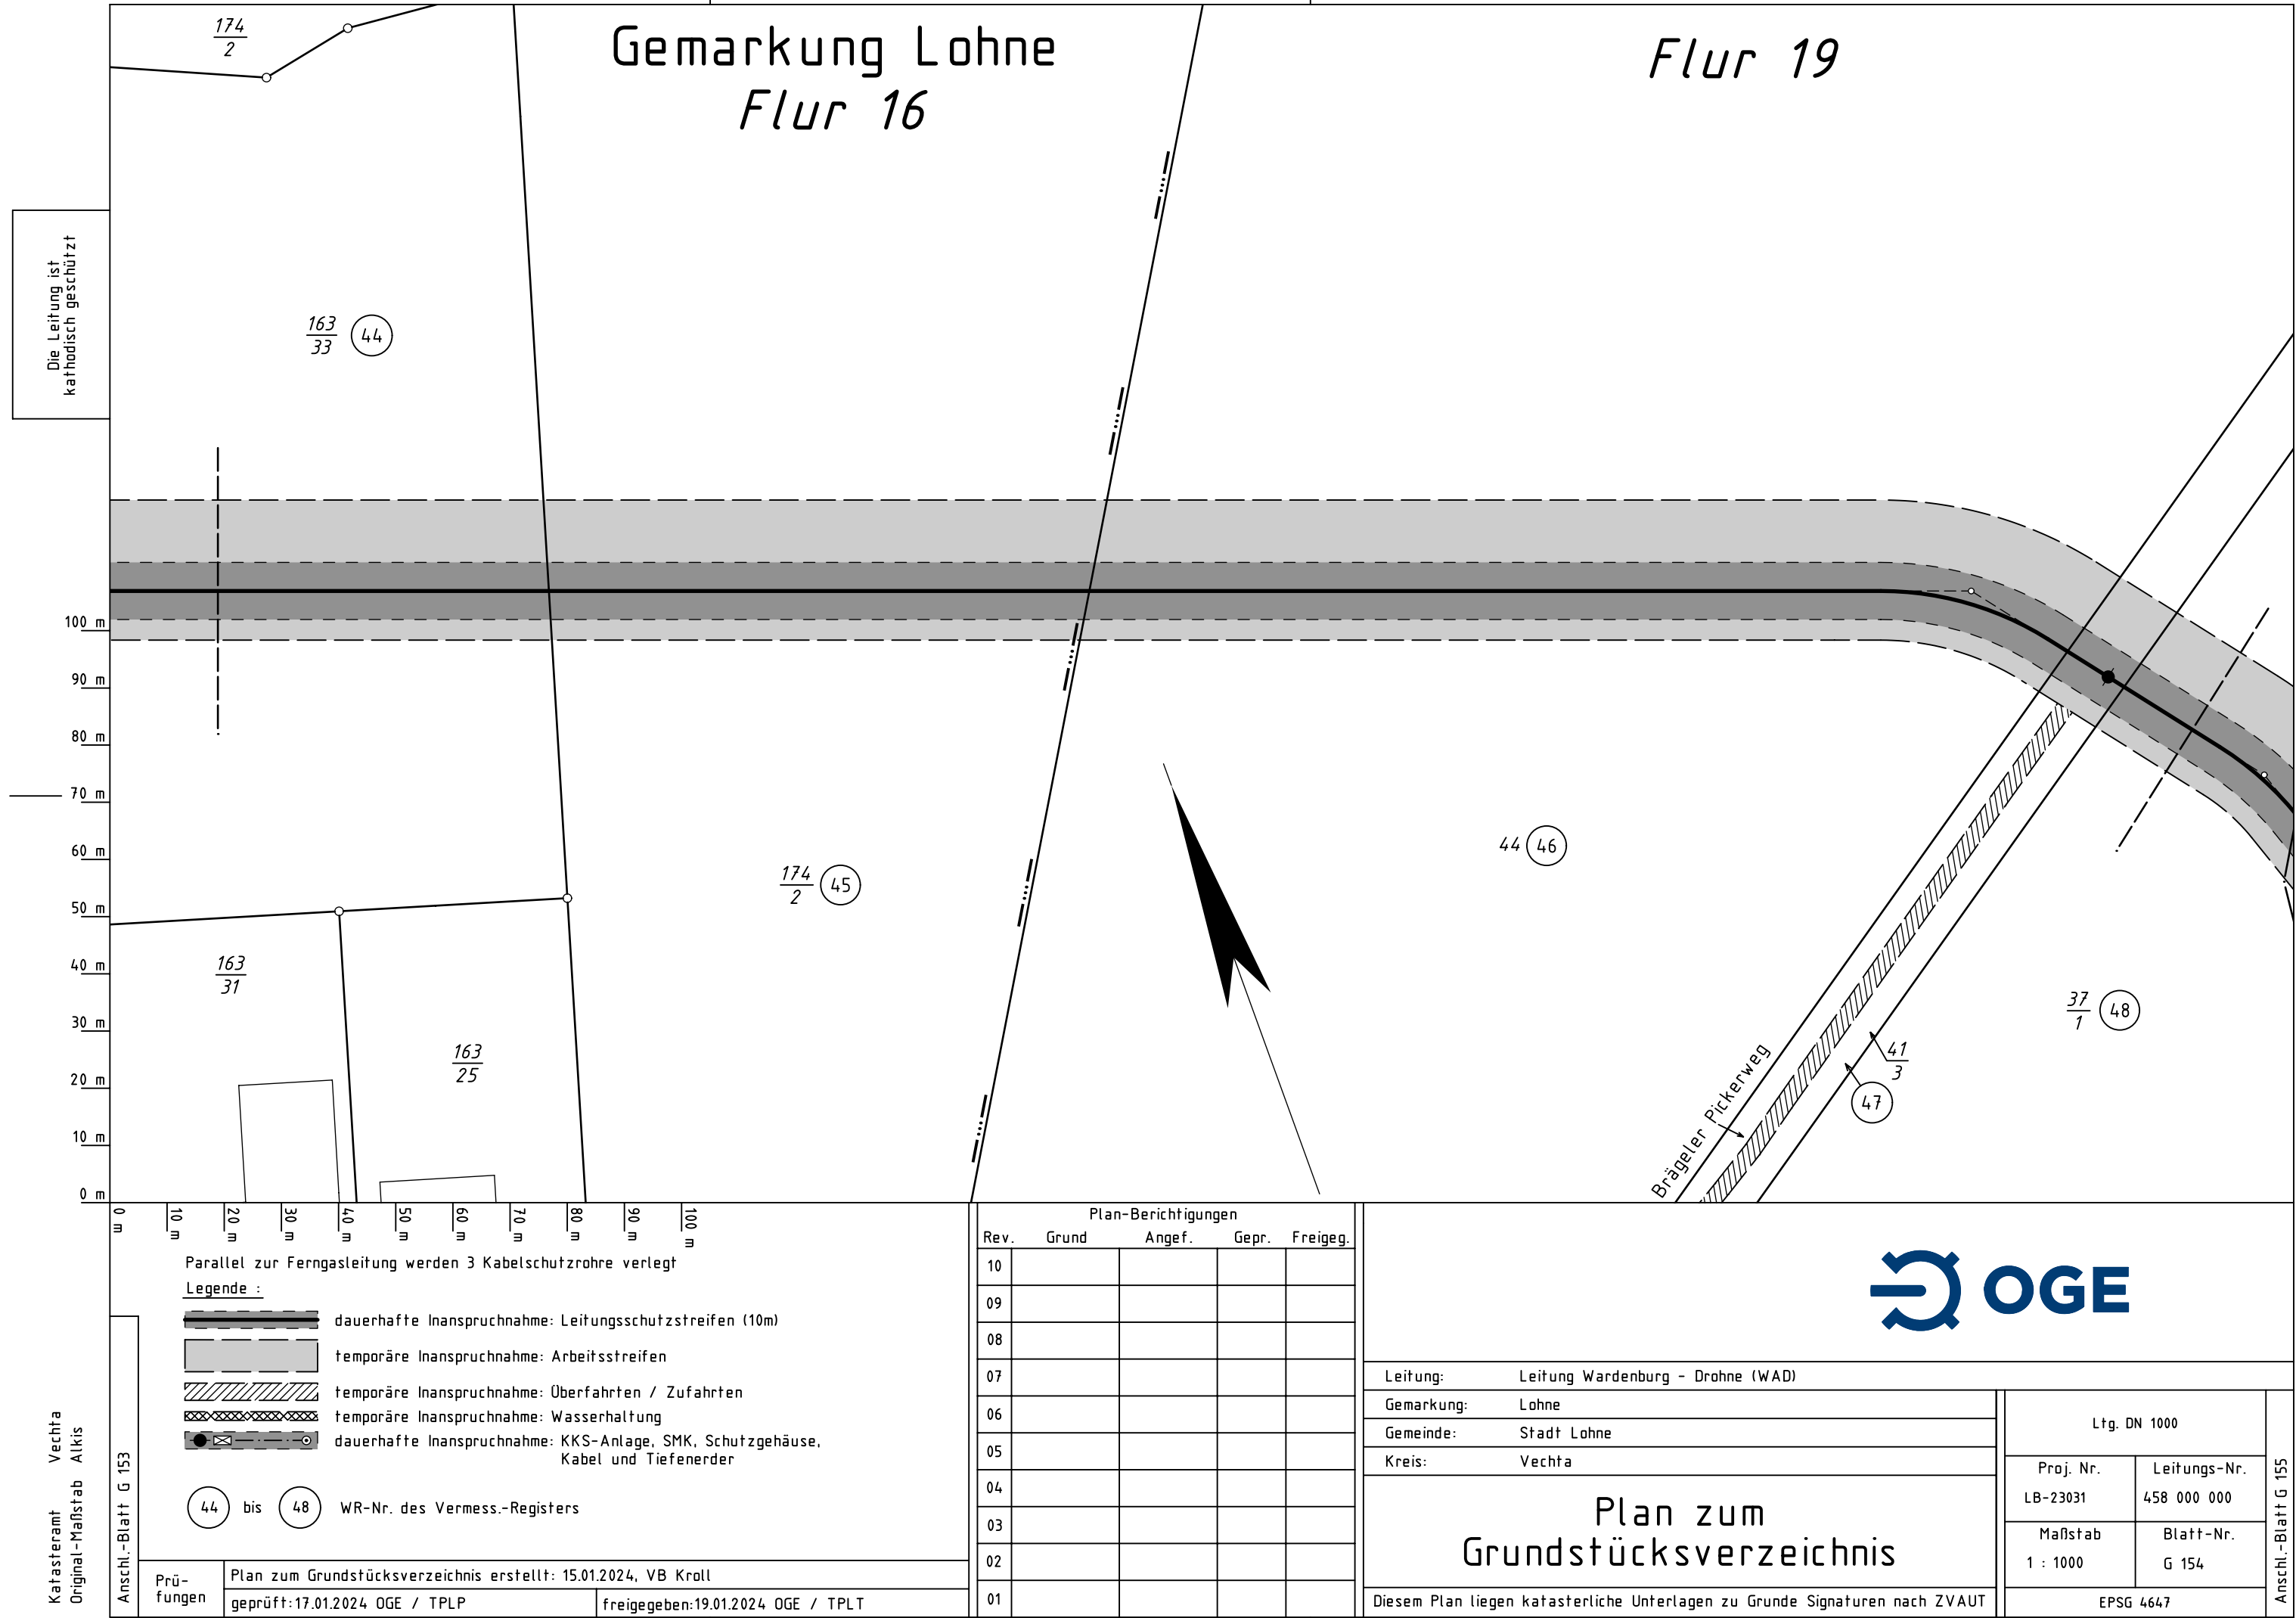 174
2
Gemarkung Lohne
Flur 16
Flur 19
Die Leitung ist
kathodisch geschützt
163
33
44
100 m
90 m
80 m
70 m
60 m
50 m
40 m
30 m
20 m
10 m
0 m
174
2
45
44
46
163
31
163
25
37
1
48
41
3
47
Brägeler Pickerweg
0 m
10 m
20 m
30 m
40 m
50 m
60 m
70 m
80 m
90 m
100 m
Parallel zur Ferngasleitung werden 3 Kabelschutzrohre verlegt
Legende :
dauerhafte Inanspruchnahme: Leitungsschutzstreifen (10m)
temporäre Inanspruchnahme: Arbeitsstreifen
temporäre Inanspruchnahme: Überfahrten / Zufahrten
temporäre Inanspruchnahme: Wasserhaltung
dauerhafte Inanspruchnahme: KKS-Anlage, SMK, Schutzgehäuse,
Kabel und Tiefenerder
44 bis 48 WR-Nr. des Vermess.-Registers
Katasteramt Vechta
Original-Maßstab Alkis
Anschl.-Blatt G 153
Prü-
fungen
Plan zum Grundstücksverzeichnis erstellt: 15.01.2024, VB Kroll
geprüft:17.01.2024 OGE / TPLP
freigegeben:19.01.2024 OGE / TPLT
Plan-Berichtigungen
Rev. Grund Angef. Gepr. Freigeg.
10
09
08
07
06
05
04
03
02
01
OGE
Leitung: Leitung Wardenburg - Drohne (WAD)
Gemarkung: Lohne
Gemeinde: Stadt Lohne
Kreis: Vechta
Plan zum
Grundstücksverzeichnis
Diesem Plan liegen katasterliche Unterlagen zu Grunde Signaturen nach ZVAUT
Ltg. DN 1000
Proj. Nr.
LB-23031
Leitungs-Nr.
458 000 000
Maßstab
1 : 1000
Blatt-Nr.
G 154
EPSG 4647
Anschl.-Blatt G 155